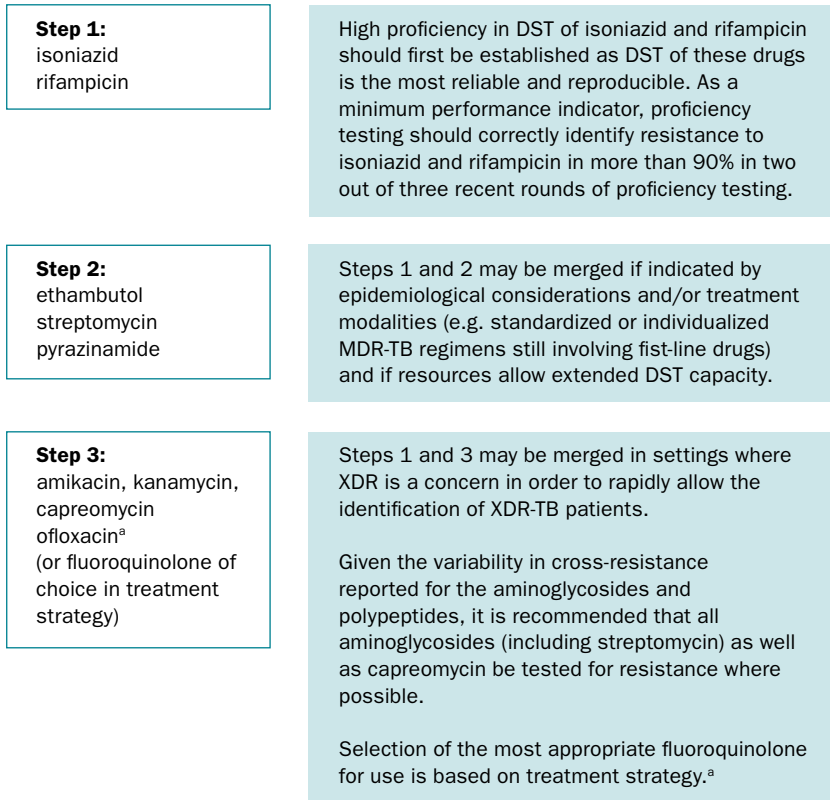 Step 1:
isoniazid
rifampicin
High proficiency in DST of isoniazid and rifampicin
should first be established as DST of these drugs
is the most reliable and reproducible. As a
minimum performance indicator, proficiency
testing should correctly identify resistance to
isoniazid and rifampicin in more than 90% in two
out of three recent rounds of proficiency testing.
Step 2:
ethambutol
streptomycin
pyrazinamide
Steps 1 and 2 may be merged if indicated by
epidemiological considerations and/or treatment
modalities (e.g. standardized or individualized
MDR-TB regimens still involving fist-line drugs)
and if resources allow extended DST capacity.
Step 3:
amikacin, kanamycin,
capreomycin
ofloxacinᵃ
(or fluoroquinolone of
choice in treatment
strategy)
Steps 1 and 3 may be merged in settings where
XDR is a concern in order to rapidly allow the
identification of XDR-TB patients.
Given the variability in cross-resistance
reported for the aminoglycosides and
polypeptides, it is recommended that all
aminoglycosides (including streptomycin) as well
as capreomycin be tested for resistance where
possible.
Selection of the most appropriate fluoroquinolone
for use is based on treatment strategy.ᵃ